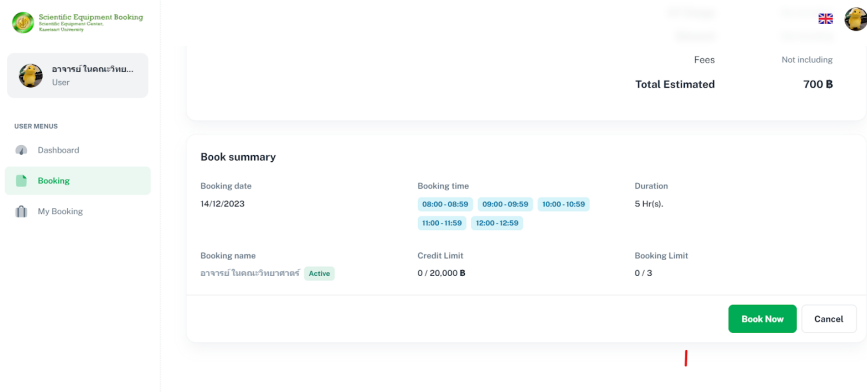 Scientific Equipment Booking
Scientific Equipment Center,
Kasetsart University
อาจารย์ ในคณะวิทย...
User
USER MENUS
Dashboard
Booking
My Booking
Fees Not including
Total Estimated 700 ฿
Book summary
Booking date Booking time Duration
14/12/2023 08:00 - 08:59 09:00 - 09:59 10:00 - 10:59 5 Hr(s).
11:00 - 11:59 12:00 - 12:59
Booking name Credit Limit Booking Limit
อาจารย์ ในคณะวิทยาศาตร์ Active 0 / 20,000 ฿ 0 / 3
Book Now Cancel